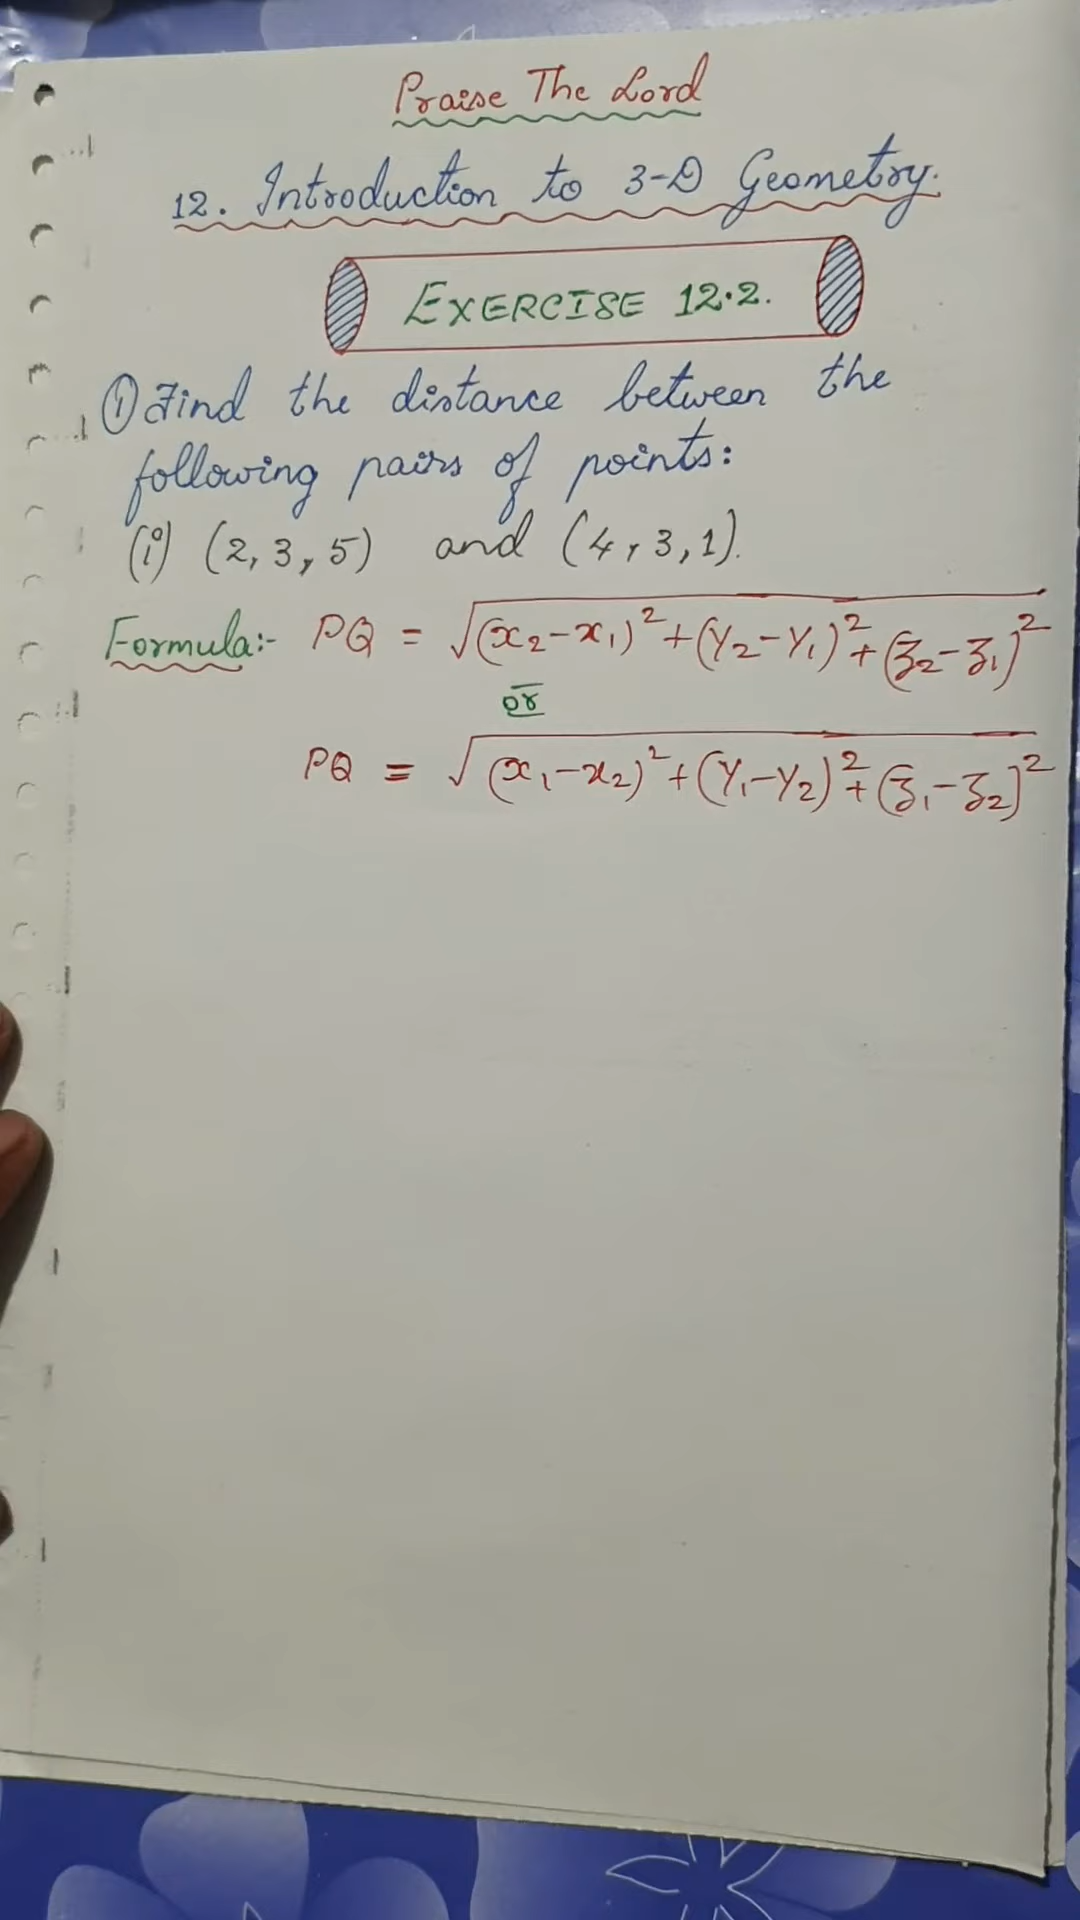 Praise The Lord
12. Introduction to 3-D Geometry.
EXERCISE 12.2.
① Find the distance between the
following pairs of points:
(i) (2, 3, 5) and (4, 3, 1).
Formula:- PQ = √(x₂-x₁)²+(y₂-y₁)²+(z₂-z₁)²
or
PQ = √(x₁-x₂)²+(y₁-y₂)²+(z₁-z₂)²